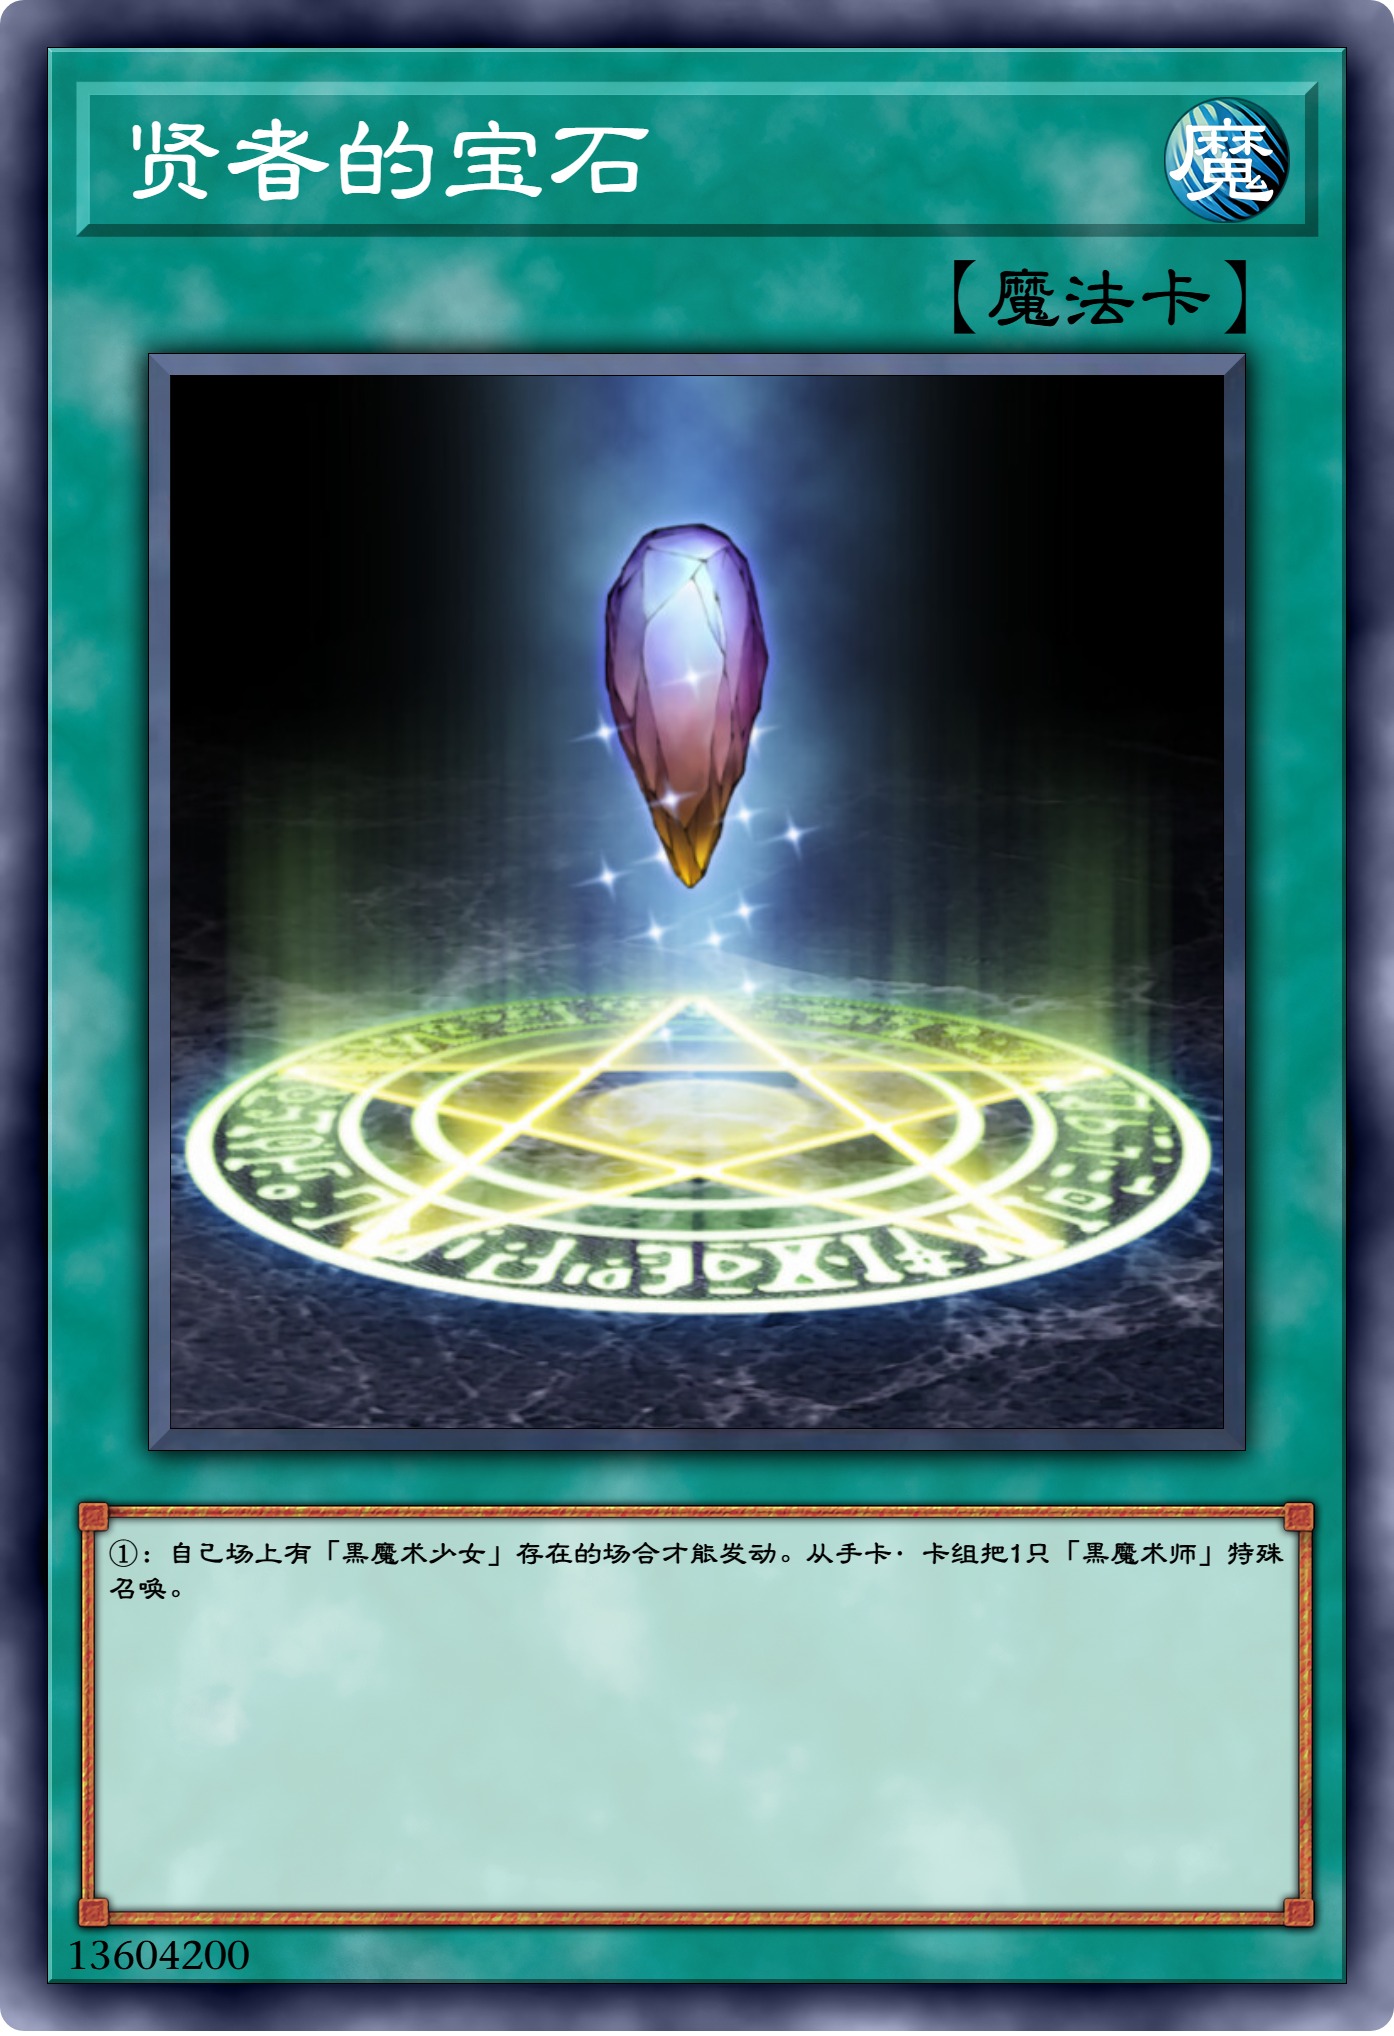 贤者的宝石
魔
【魔法卡】
①：自己场上有「黑魔术少女」存在的场合才能发动。从手卡·卡组把1只「黑魔术师」特殊
召唤。
13604200